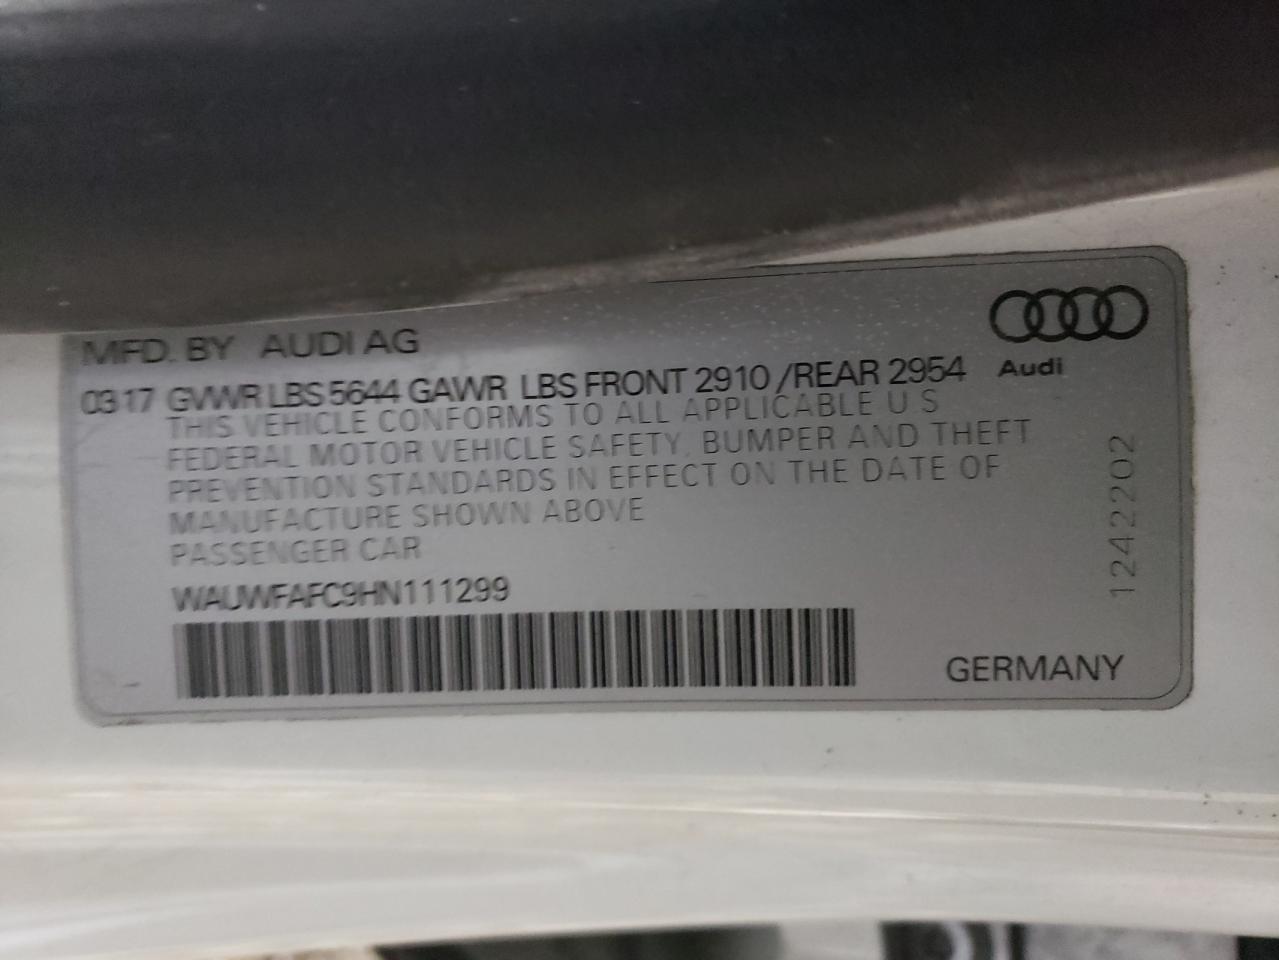 MFD. BY AUDI AG
03 17 GVWR LBS 5644 GAWR LBS FRONT 2910 /REAR 2954
Audi
THIS VEHICLE CONFORMS TO ALL APPLICABLE U S
FEDERAL MOTOR VEHICLE SAFETY, BUMPER AND THEFT
PREVENTION STANDARDS IN EFFECT ON THE DATE OF
MANUFACTURE SHOWN ABOVE
PASSENGER CAR
WAUWFAFC9HN111299
1242202
GERMANY